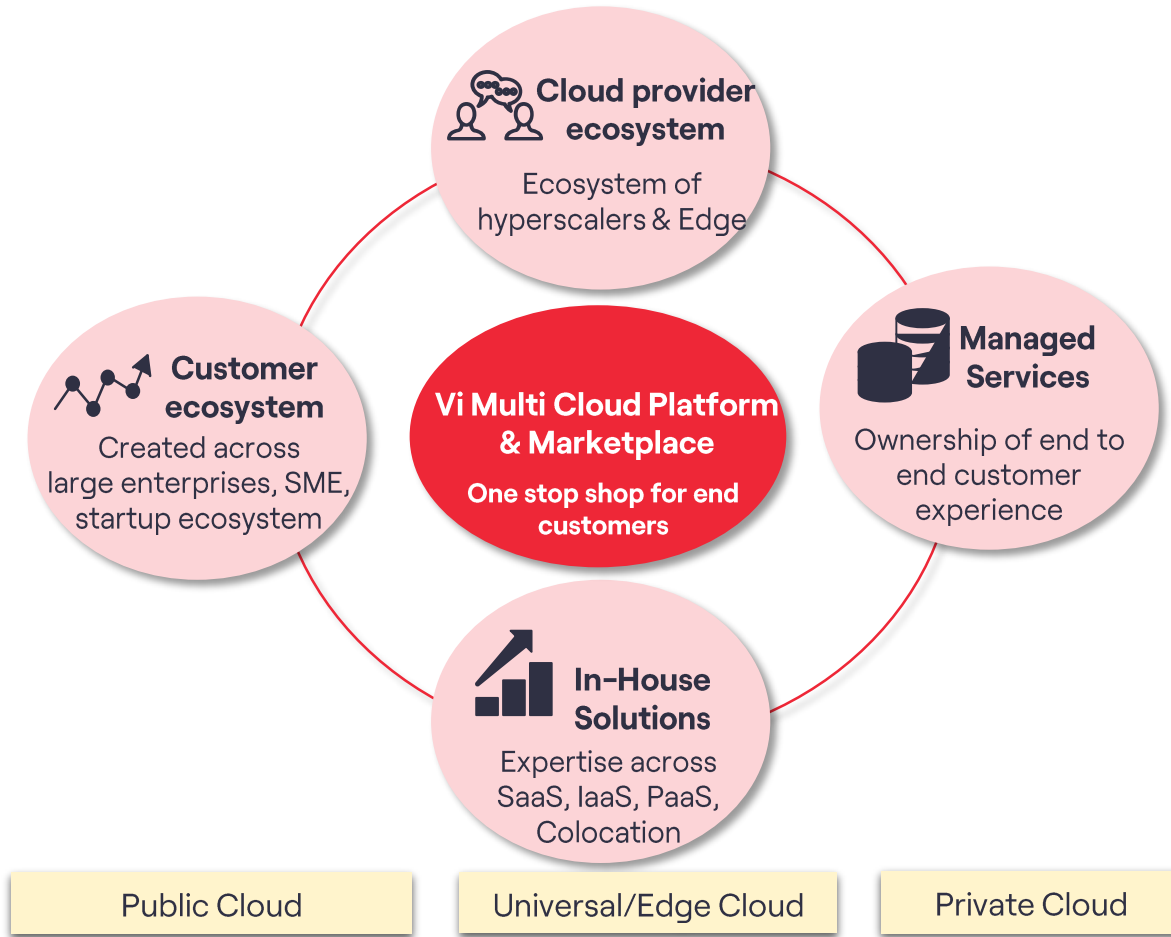 Cloud provider
ecosystem
Ecosystem of
hyperscalers & Edge
Customer
ecosystem
Created across
large enterprises, SME,
startup ecosystem
Vi Multi Cloud Platform
& Marketplace
One stop shop for end
customers
Managed
Services
Ownership of end to
end customer
experience
In-House
Solutions
Expertise across
SaaS, IaaS, PaaS,
Colocation
Public Cloud
Universal/Edge Cloud
Private Cloud